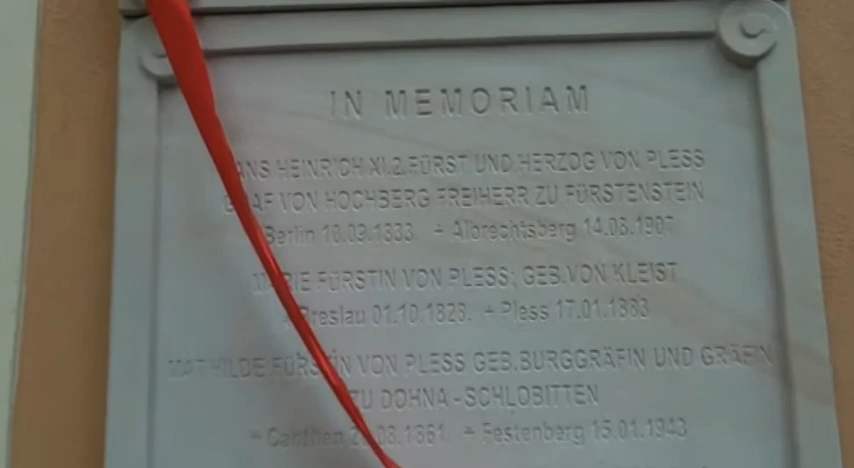 IN MEMORIAM
HANS HEINRICH XI.2.FÜRST UND HERZOG VON PLESS
GRAF VON HOCHBERG FREIHERR ZU FÜRSTENSTEIN
Berlin 10.09.1833 + Albrechtsberg 14.08.1907
MARIE FÜRSTIN VON PLESS; GEB.VON KLEIST
Breslau 01.10.1828. + Pless 17.01.1883
MATHILDE FÜRSTIN VON PLESS GEB.BURGGRÄFIN UND GRÄFIN
ZU DOHNA-SCHLOBITTEN
08.1861. + Festenberg 15.01.1943